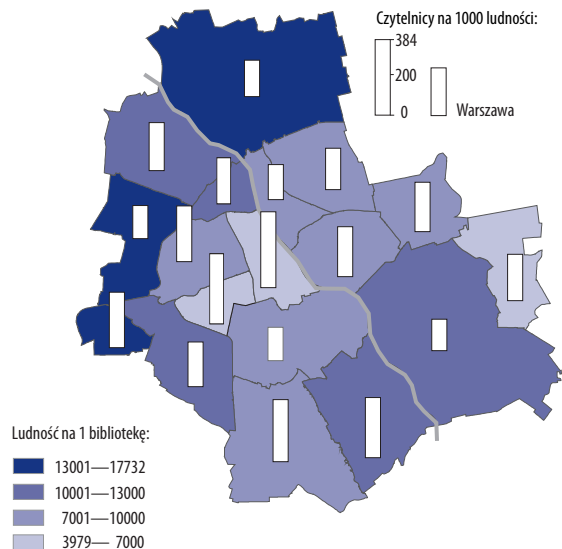 Czytelnicy na 1000 ludności:
384
200
0
Warszawa
Ludność na 1 bibliotekę:
13001—17732
10001—13000
7001—10000
3979— 7000